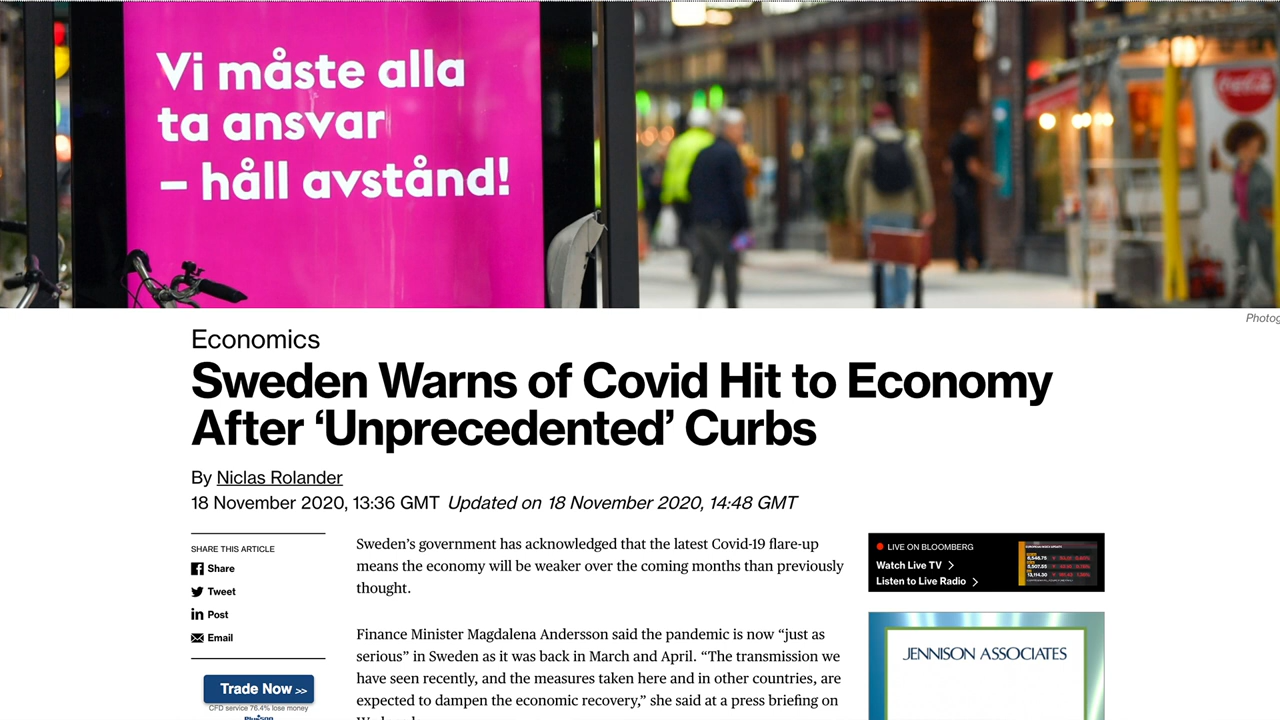 Vi måste alla
ta ansvar
– håll avstånd!
Coca-Cola
Photog
Economics
Sweden Warns of Covid Hit to Economy
After ‘Unprecedented’ Curbs
By Niclas Rolander
18 November 2020, 13:36 GMT Updated on 18 November 2020, 14:48 GMT
SHARE THIS ARTICLE
Share
Tweet
Post
Email
Trade Now >>
CFD service 76.4% lose money
Plus500
Sweden’s government has acknowledged that the latest Covid-19 flare-up
means the economy will be weaker over the coming months than previously
thought.
Finance Minister Magdalena Andersson said the pandemic is now “just as
serious” in Sweden as it was back in March and April. “The transmission we
have seen recently, and the measures taken here and in other countries, are
expected to dampen the economic recovery,” she said at a press briefing on
LIVE ON BLOOMBERG
Watch Live TV >
Listen to Live Radio >
JENNISON ASSOCIATES